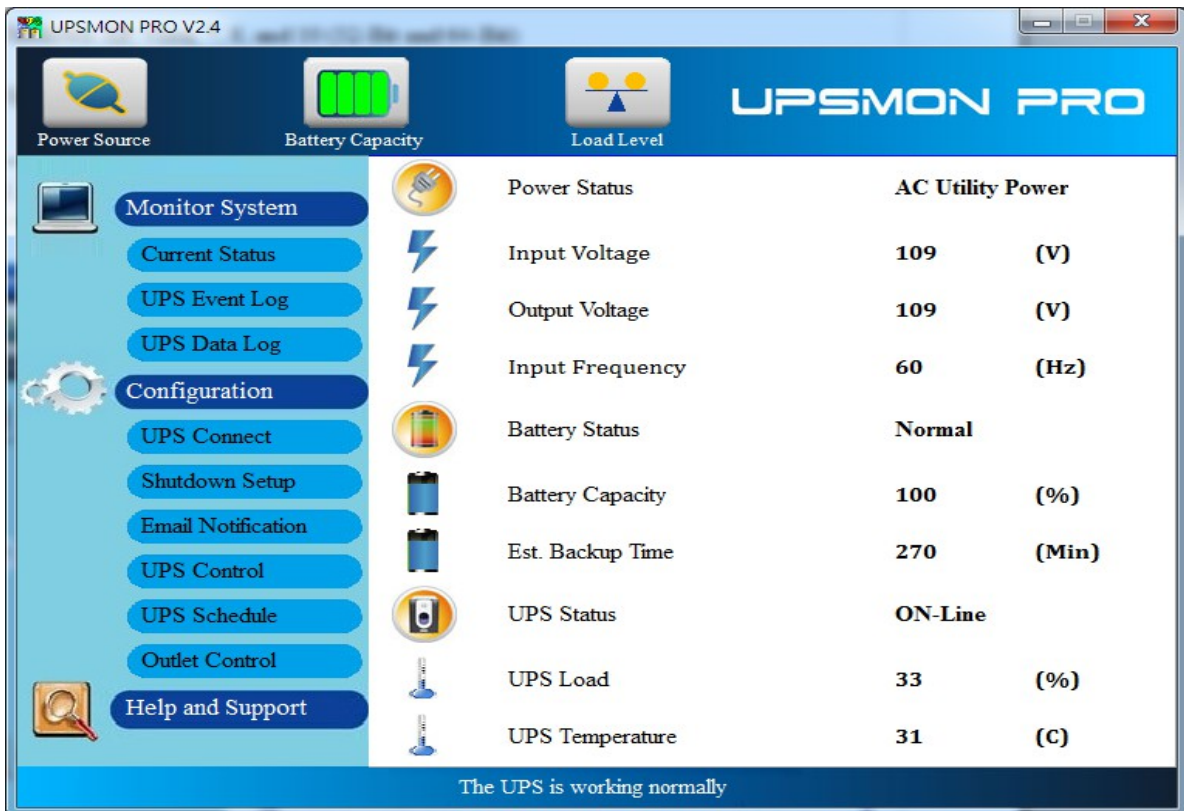 UPSMON PRO V2.4
Power Source
Battery Capacity
Load Level
UPSMON PRO
Monitor System
Current Status
UPS Event Log
UPS Data Log
Configuration
UPS Connect
Shutdown Setup
Email Notification
UPS Control
UPS Schedule
Outlet Control
Help and Support
Power Status AC Utility Power
Input Voltage 109 (V)
Output Voltage 109 (V)
Input Frequency 60 (Hz)
Battery Status Normal
Battery Capacity 100 (%)
Est. Backup Time 270 (Min)
UPS Status ON-Line
UPS Load 33 (%)
UPS Temperature 31 (C)
The UPS is working normally